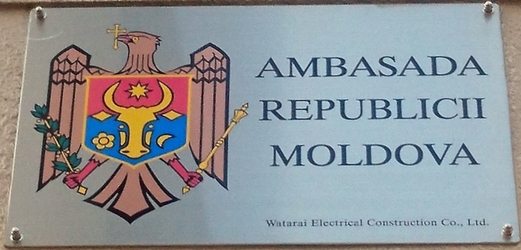 AMBASADA
REPUBLICII
MOLDOVA
Watarai Electrical Construction Co., Ltd.